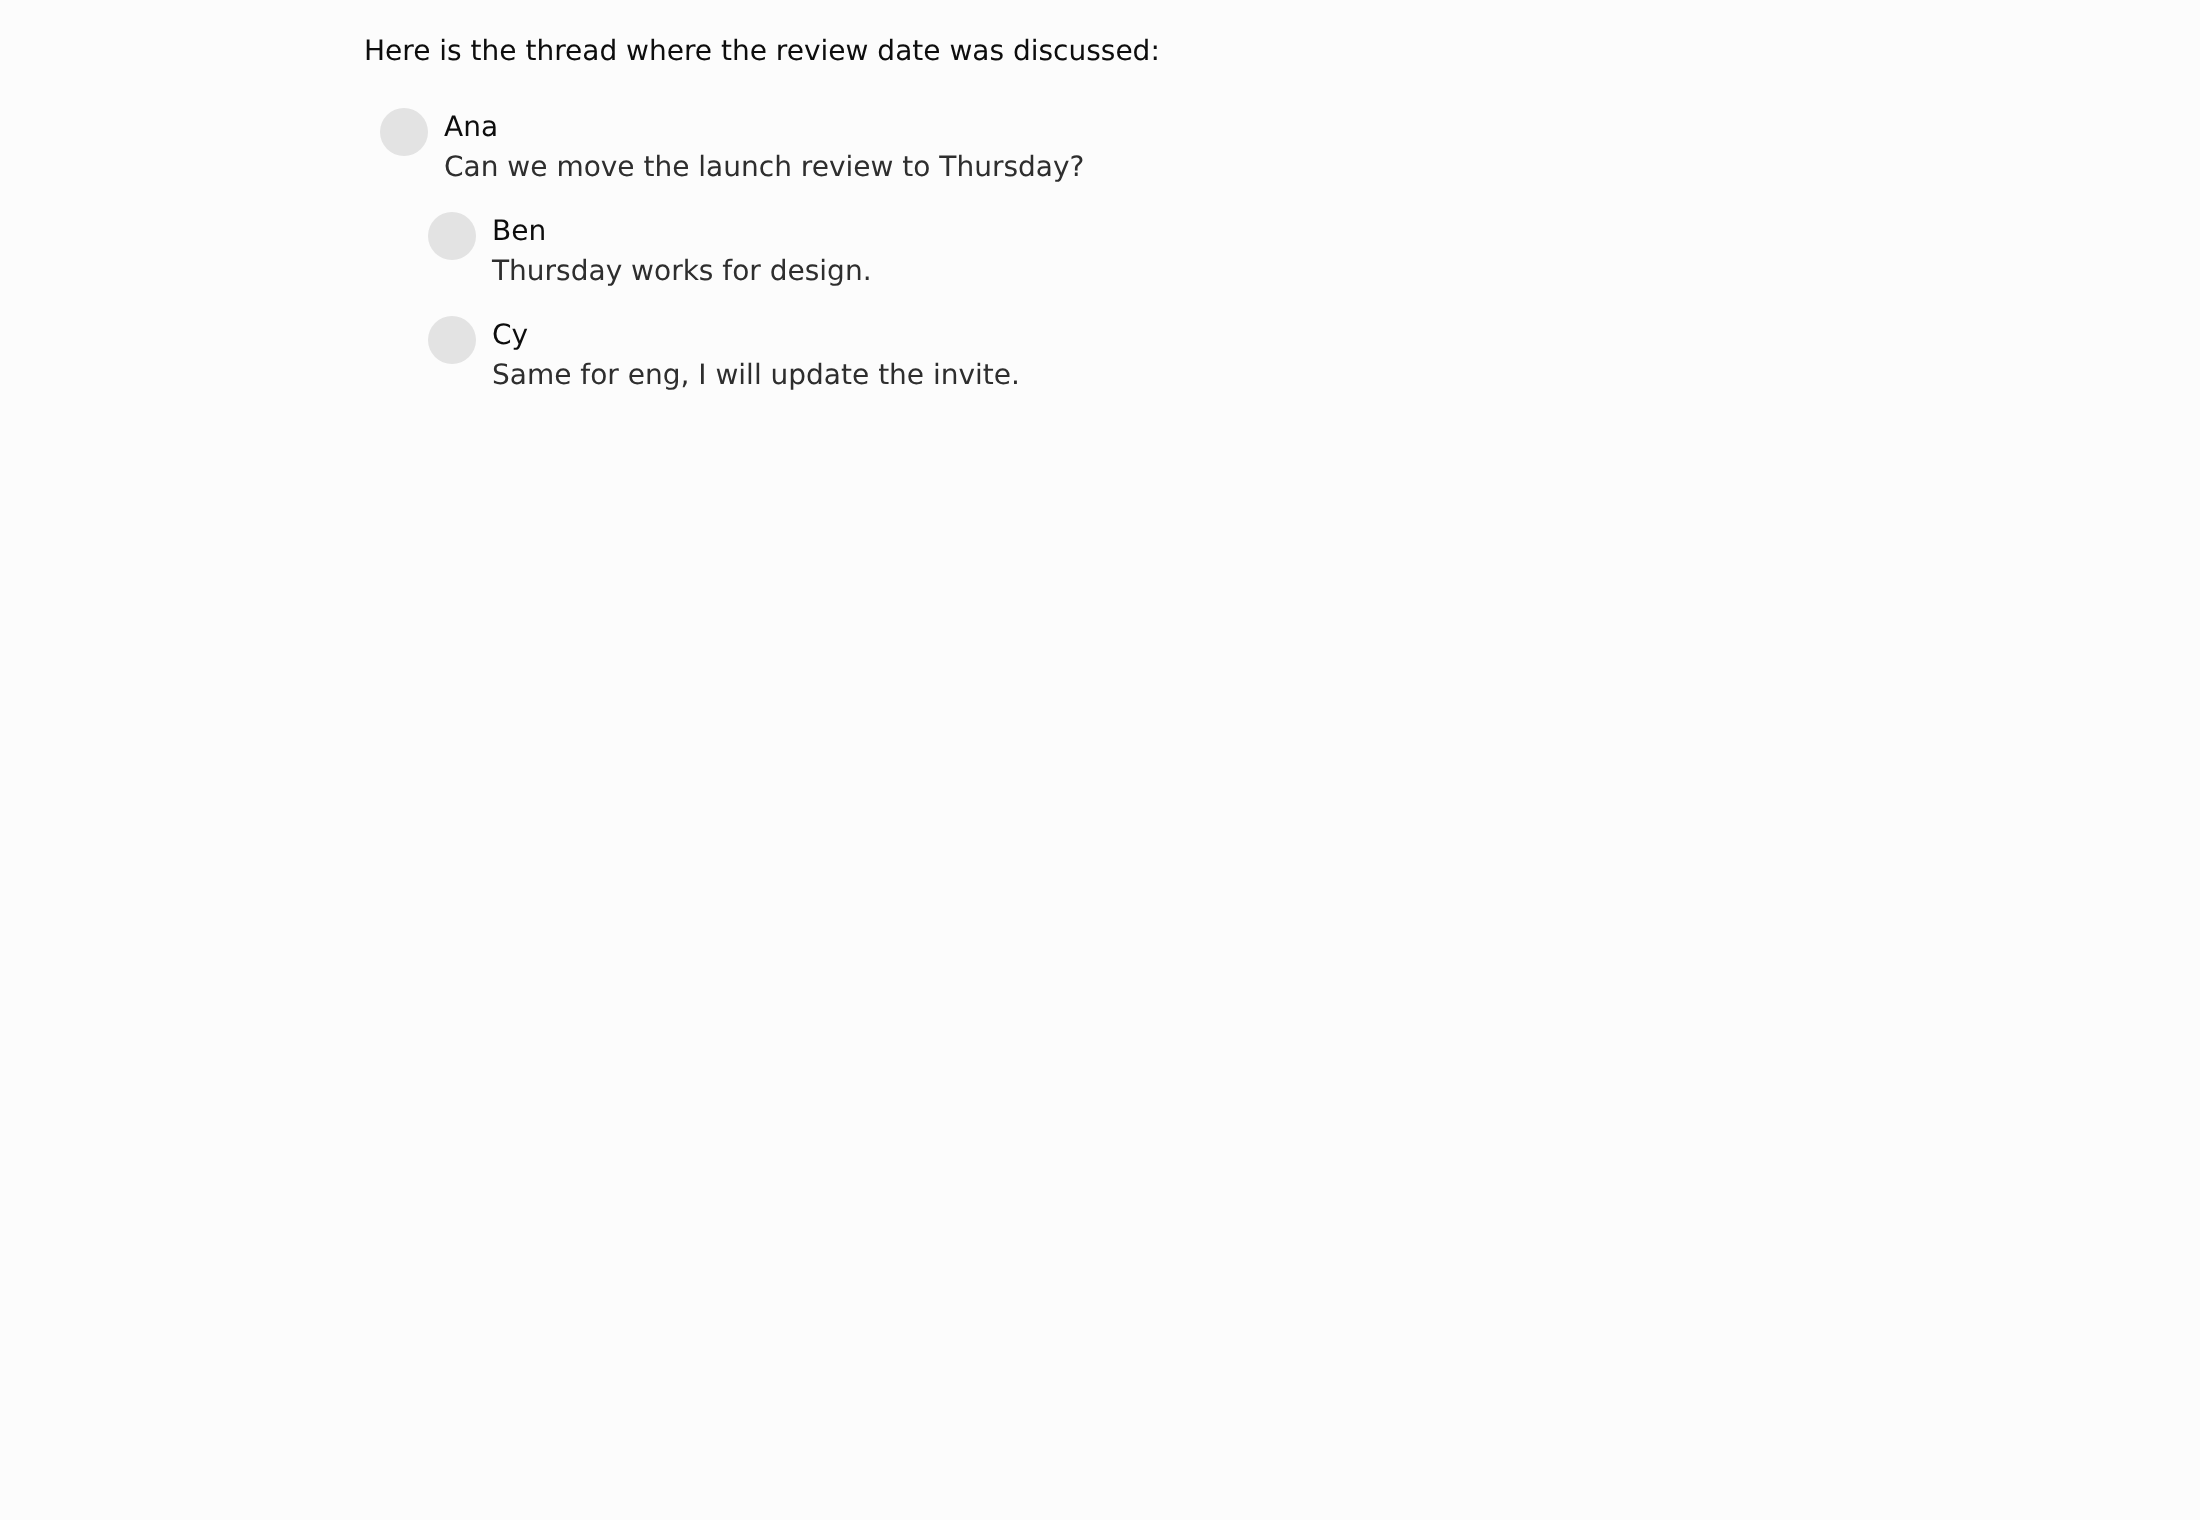 Here is the thread where the review date was discussed:
Ana
Can we move the launch review to Thursday?
Ben
Thursday works for design.
Cy
Same for eng, I will update the invite.